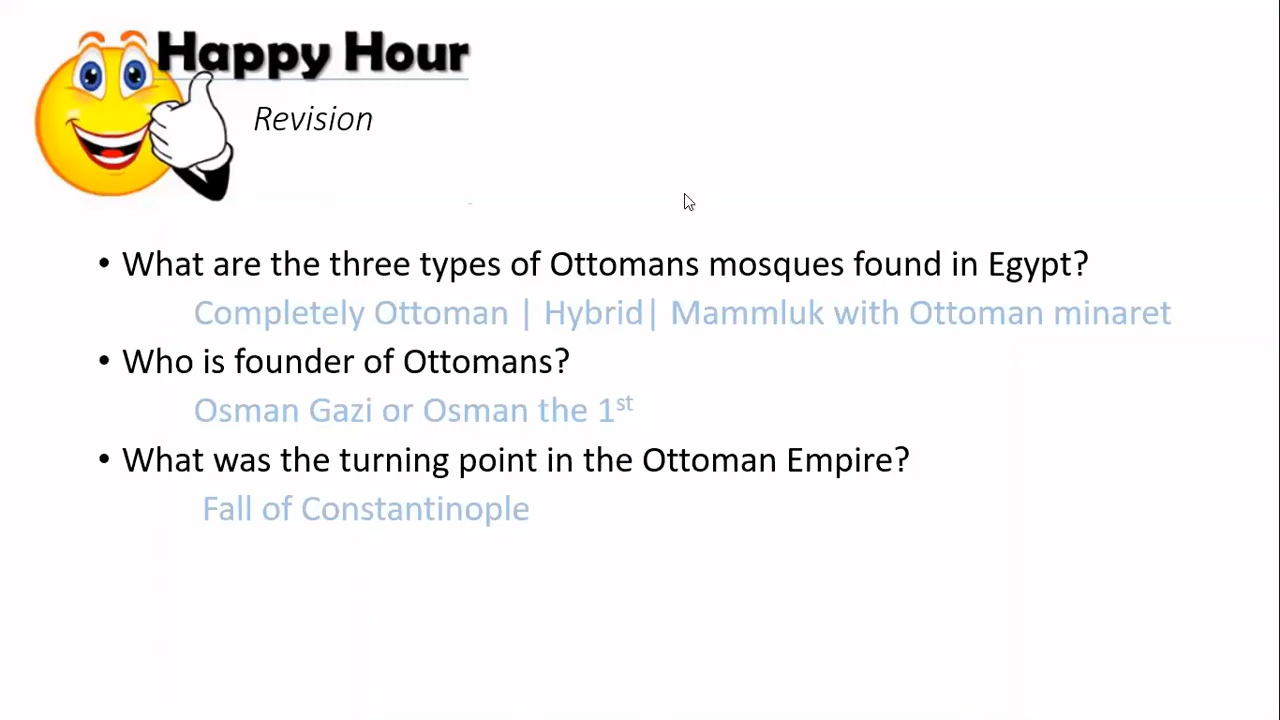 Happy Hour
Revision
• What are the three types of Ottomans mosques found in Egypt?
Completely Ottoman | Hybrid| Mammluk with Ottoman minaret
• Who is founder of Ottomans?
Osman Gazi or Osman the 1st
• What was the turning point in the Ottoman Empire?
Fall of Constantinople